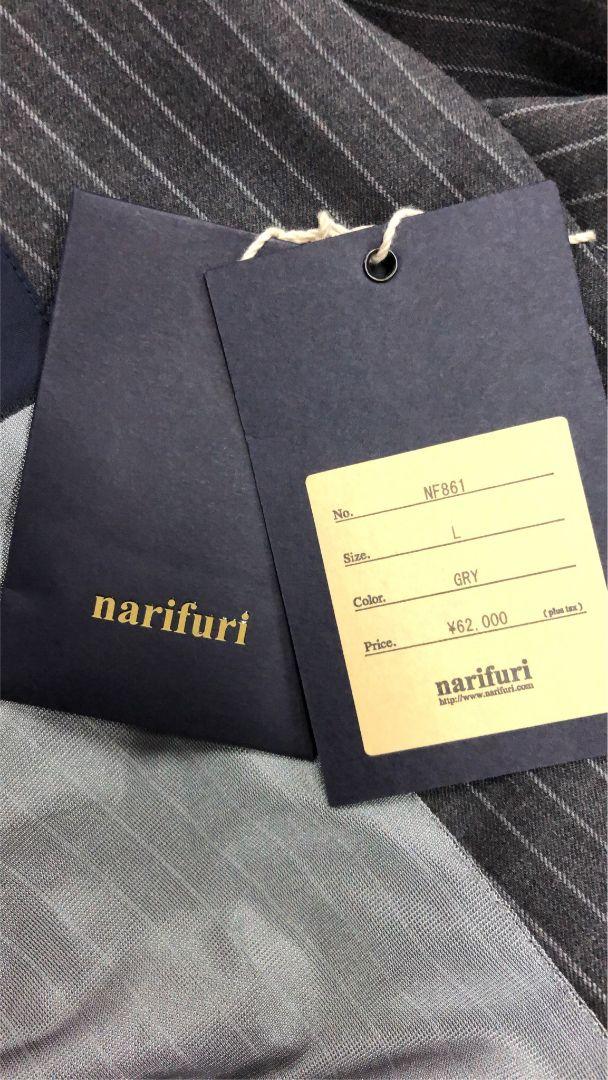 narifuri
No. NF861
Size. L
Color. GRY
Price. ¥62.000 (plus tax)
narifuri
http://www.narifuri.com